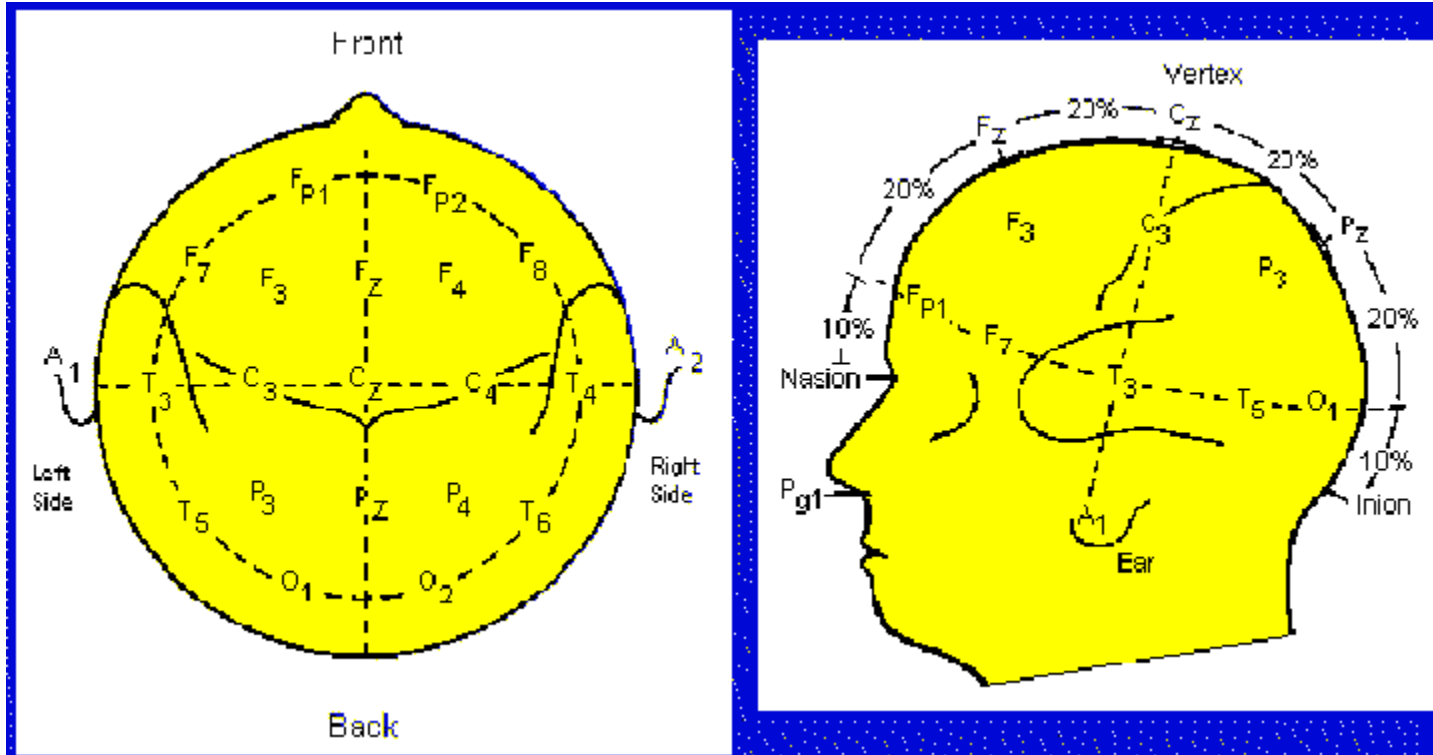 Front
Fp1 Fp2
F7 F3 Fz F4 F8
A1 T3 C3 Cz C4 T4 A2
Left Side
Right Side
T5 P3 Pz P4 T6
O1 O2
Back
Vertex
20% Cz
Fz
20%
20%
F3 C3 Pz
P3
Fp1
10% F7 20%
Nasion T3
T5 O1
10%
Pg1 Inion
A1
Ear